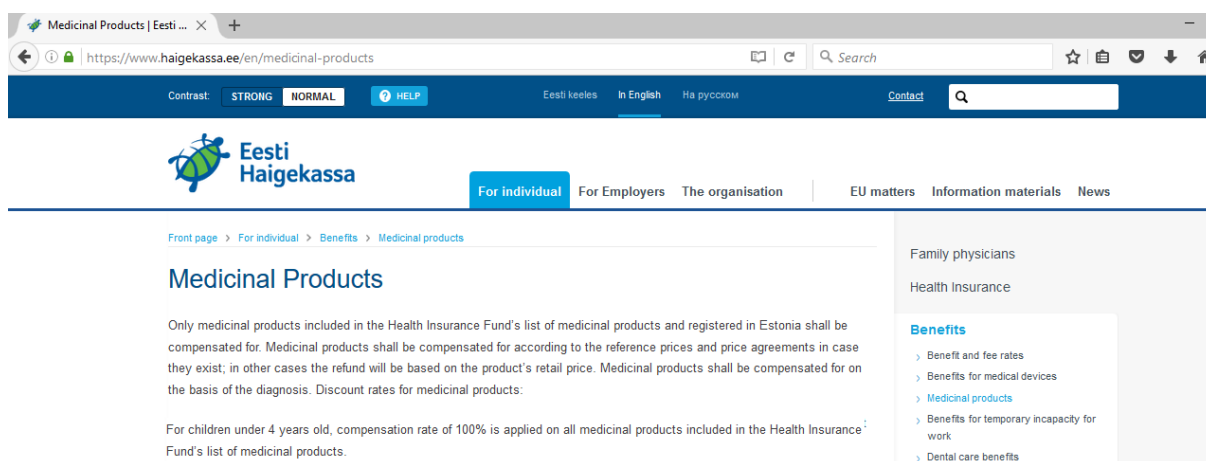 Medicinal Products | Eesti ...
https://www.haigekassa.ee/en/medicinal-products
Search
Contrast: STRONG NORMAL
? HELP
Eesti keeles In English На русском
Contact
Eesti
Haigekassa
For individual For Employers The organisation EU matters Information materials News
Front page > For individual > Benefits > Medicinal products
Medicinal Products
Only medicinal products included in the Health Insurance Fund's list of medicinal products and registered in Estonia shall be
compensated for. Medicinal products shall be compensated for according to the reference prices and price agreements in case
they exist; in other cases the refund will be based on the product's retail price. Medicinal products shall be compensated for on
the basis of the diagnosis. Discount rates for medicinal products:
For children under 4 years old, compensation rate of 100% is applied on all medicinal products included in the Health Insurance
Fund's list of medicinal products.
Family physicians
Health Insurance
Benefits
Benefit and fee rates
Benefits for medical devices
Medicinal products
Benefits for temporary incapacity for
work
Dental care benefits